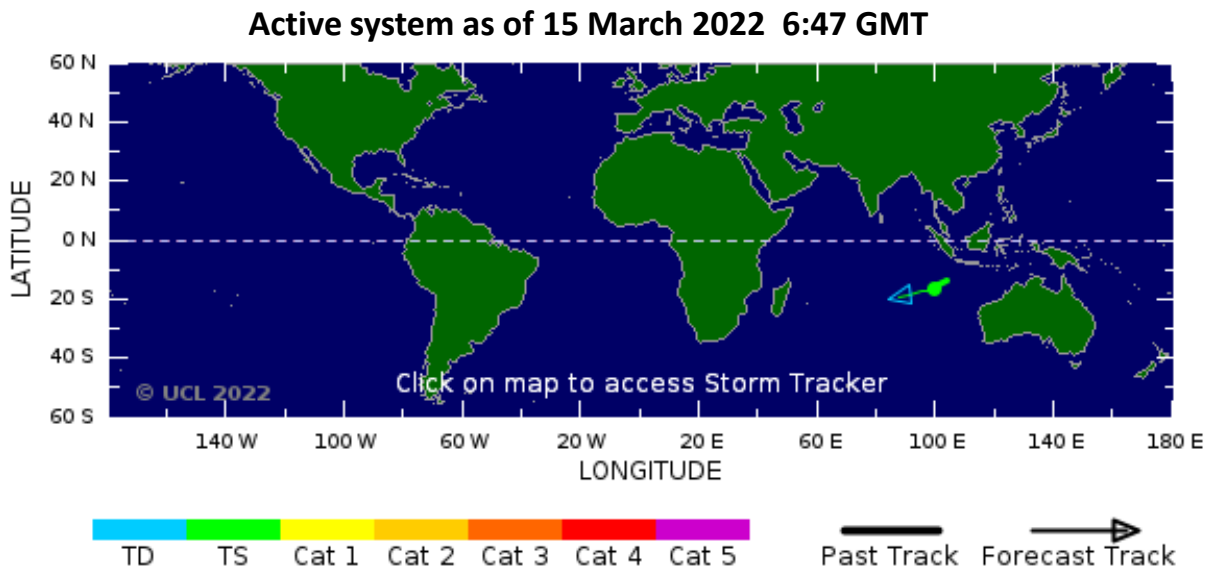 Active system as of 15 March 2022  6:47 GMT
60 N
40 N
20 N
0 N
20 S
40 S
60 S
LATITUDE
Click on map to access Storm Tracker
© UCL 2022
140 W 100 W 60 W 20 W 20 E 60 E 100 E 140 E 180 E
LONGITUDE
TD TS Cat 1 Cat 2 Cat 3 Cat 4 Cat 5 Past Track Forecast Track